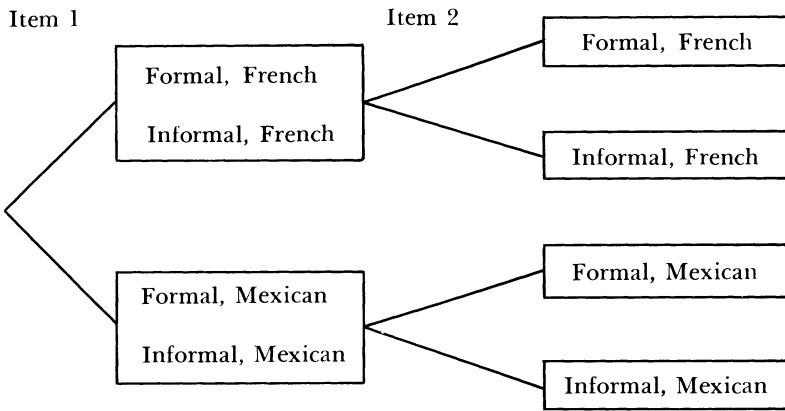 Item 1
Item 2
Formal, French
Informal, French
Formal, French
Informal, French
Formal, Mexican
Informal, Mexican
Formal, Mexican
Informal, Mexican